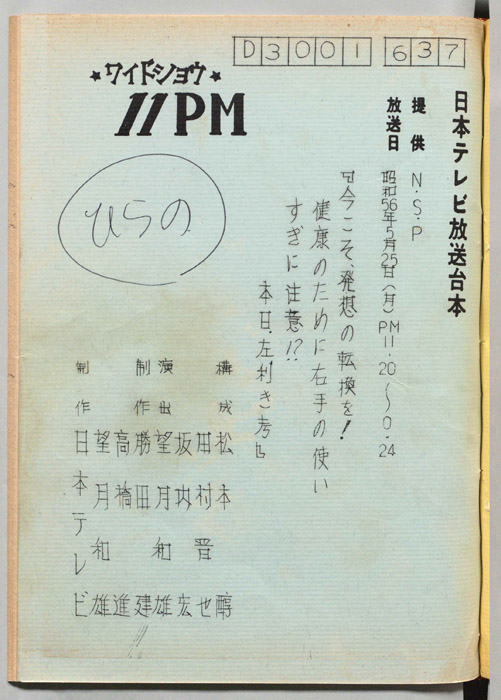 D3001 637
★ワイドショウ★
11PM
日本テレビ放送台本
提供 N.S.P
放送日 昭和56年5月25日(月) PM11.20〜0.24
『今こそ、発想の転換を!
健康のために右手の使い
すぎに注意!?
本日、左利き考』
ひらの
構成 松本醇
田村晋也
坂内宏
演出 望月和雄
制作 勝田建
高橋進
望月和雄
制作 日本テレビ